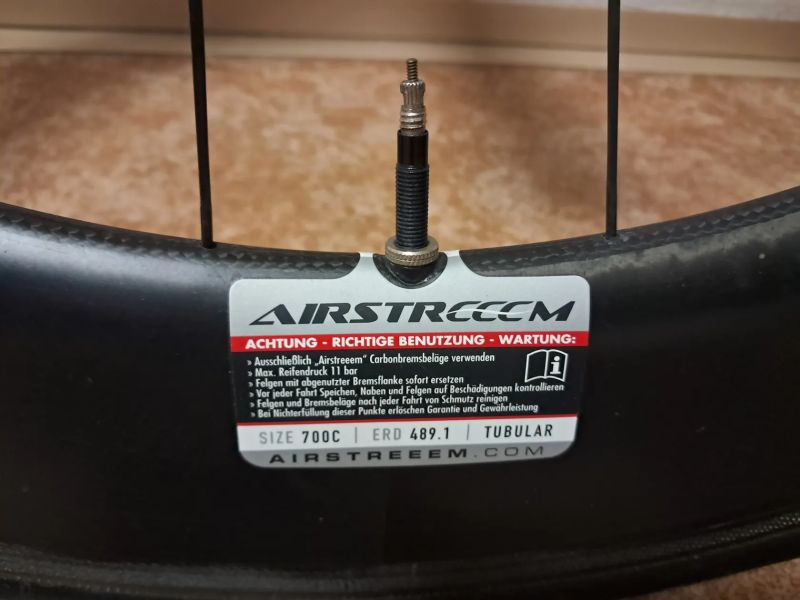 AIRSTREEEM
ACHTUNG - RICHTIGE BENUTZUNG - WARTUNG:
» Ausschließlich „Airstreeem" Carbonbremsbeläge verwenden
» Max. Reifendruck 11 bar
» Felgen mit abgenutzter Bremsflanke sofort ersetzen
» Vor jeder Fahrt Speichen, Naben und Felgen auf Beschädigungen kontrollieren
» Felgen und Bremsbeläge nach jeder Fahrt von Schmutz reinigen
» Bei Nichterfüllung dieser Punkte erlöschen Garantie und Gewährleistung
SIZE 700C | ERD 489.1 | TUBULAR
AIRSTREEEM.COM